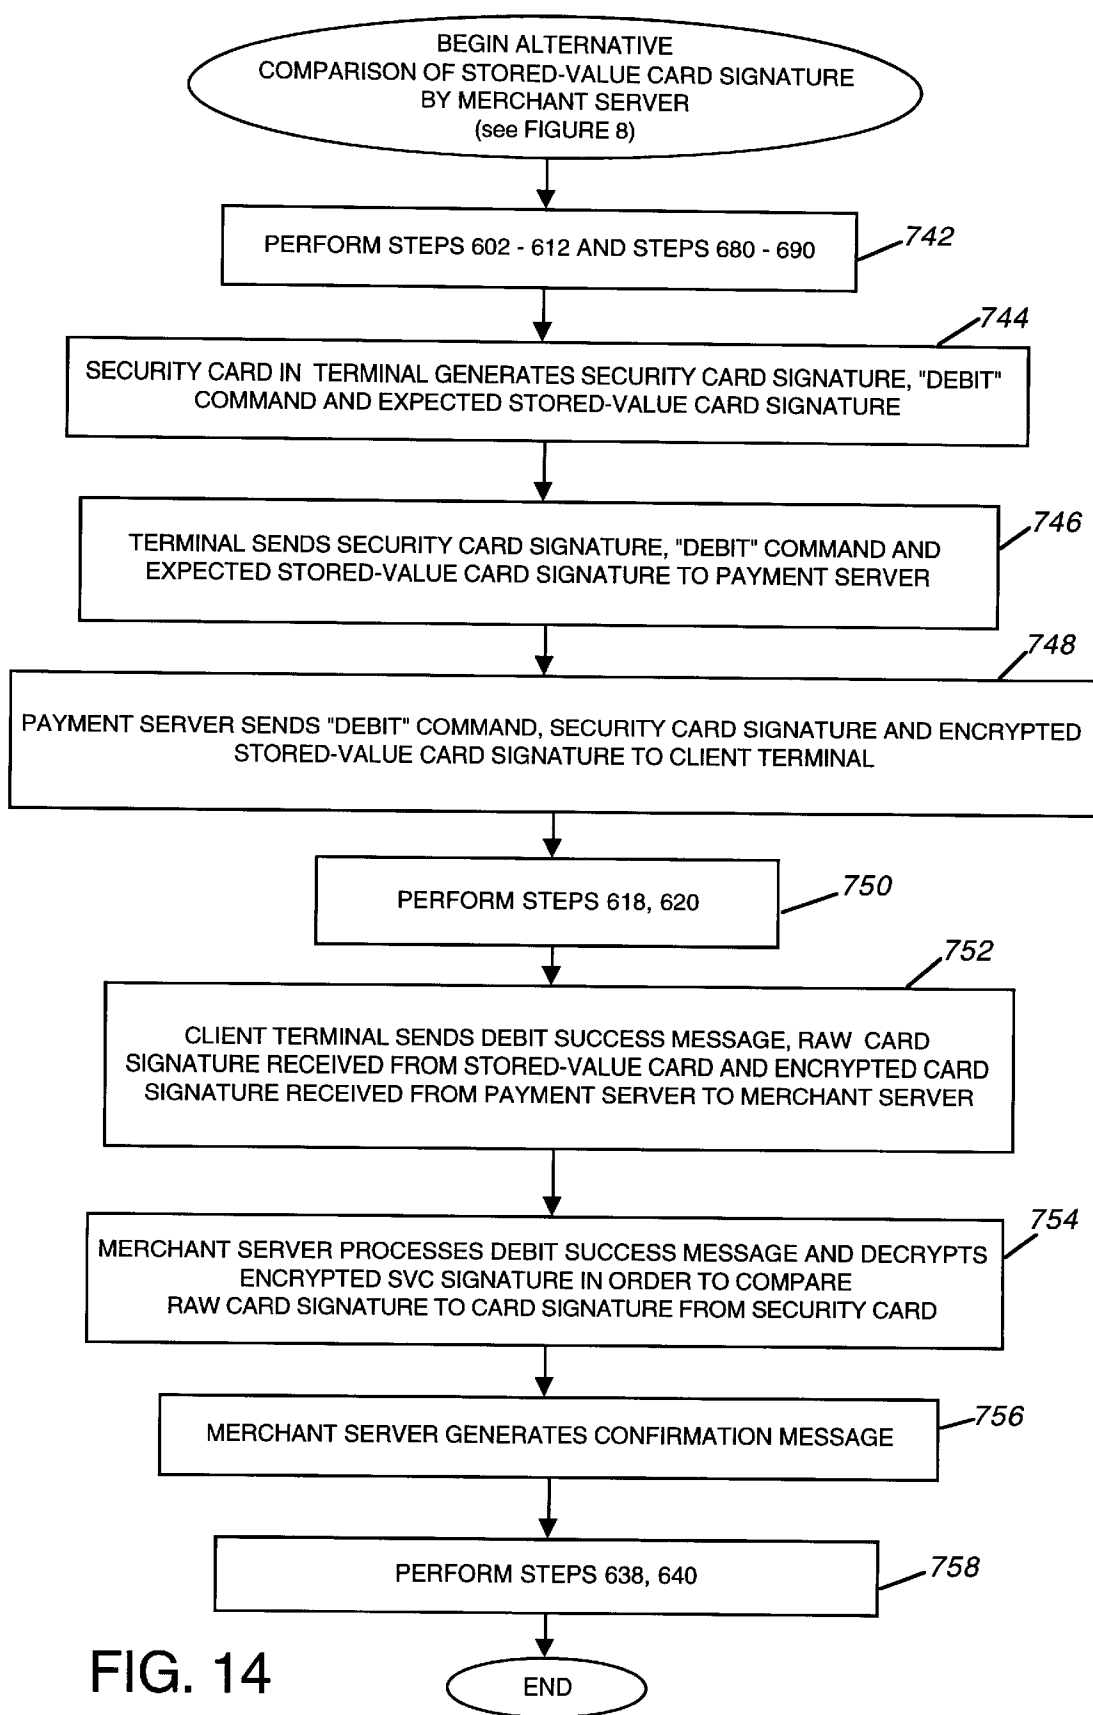 BEGIN ALTERNATIVE
COMPARISON OF STORED-VALUE CARD SIGNATURE
BY MERCHANT SERVER
(see FIGURE 8)
PERFORM STEPS 602 - 612 AND STEPS 680 - 690
742
744
SECURITY CARD IN TERMINAL GENERATES SECURITY CARD SIGNATURE, "DEBIT"
COMMAND AND EXPECTED STORED-VALUE CARD SIGNATURE
746
TERMINAL SENDS SECURITY CARD SIGNATURE, "DEBIT" COMMAND AND
EXPECTED STORED-VALUE CARD SIGNATURE TO PAYMENT SERVER
748
PAYMENT SERVER SENDS "DEBIT" COMMAND, SECURITY CARD SIGNATURE AND ENCRYPTED
STORED-VALUE CARD SIGNATURE TO CLIENT TERMINAL
PERFORM STEPS 618, 620
750
752
CLIENT TERMINAL SENDS DEBIT SUCCESS MESSAGE, RAW CARD
SIGNATURE RECEIVED FROM STORED-VALUE CARD AND ENCRYPTED CARD
SIGNATURE RECEIVED FROM PAYMENT SERVER TO MERCHANT SERVER
754
MERCHANT SERVER PROCESSES DEBIT SUCCESS MESSAGE AND DECRYPTS
ENCRYPTED SVC SIGNATURE IN ORDER TO COMPARE
RAW CARD SIGNATURE TO CARD SIGNATURE FROM SECURITY CARD
756
MERCHANT SERVER GENERATES CONFIRMATION MESSAGE
PERFORM STEPS 638, 640
758
END
FIG. 14